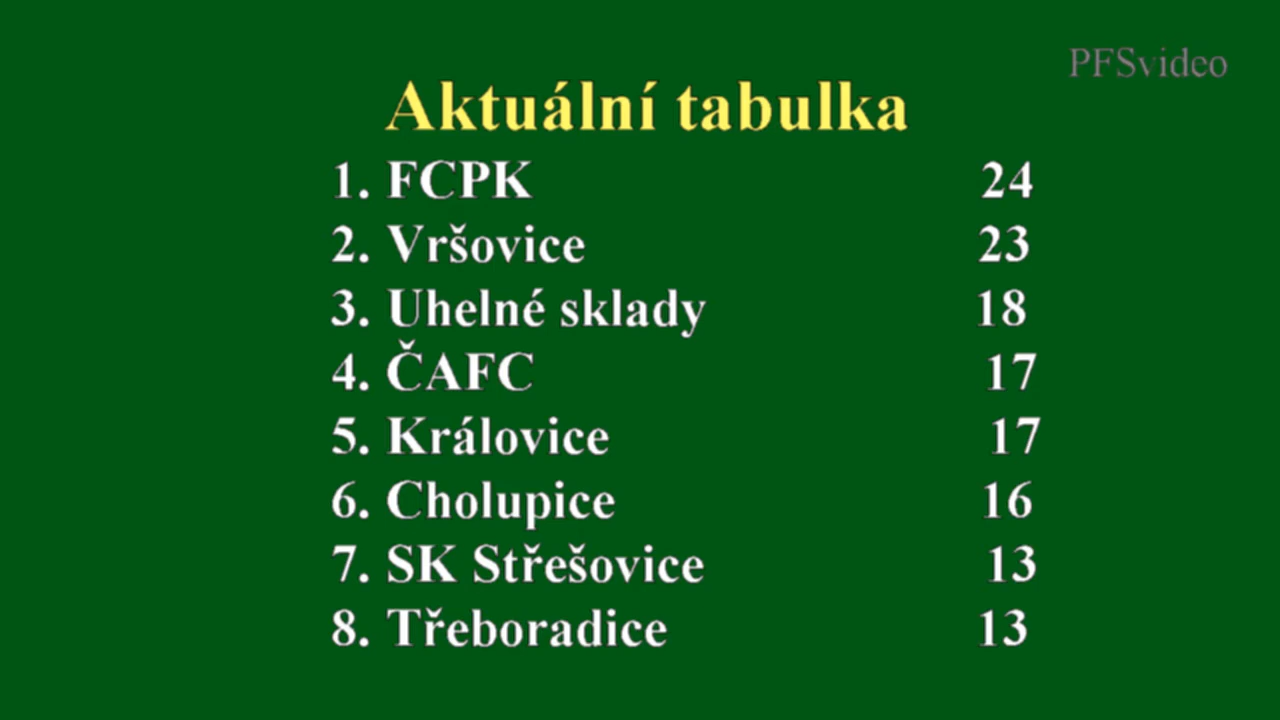 PFSvideo
Aktuální tabulka
1. FCPK 24
2. Vršovice 23
3. Uhelné sklady 18
4. ČAFC 17
5. Královice 17
6. Cholupice 16
7. SK Střešovice 13
8. Třeboradice 13